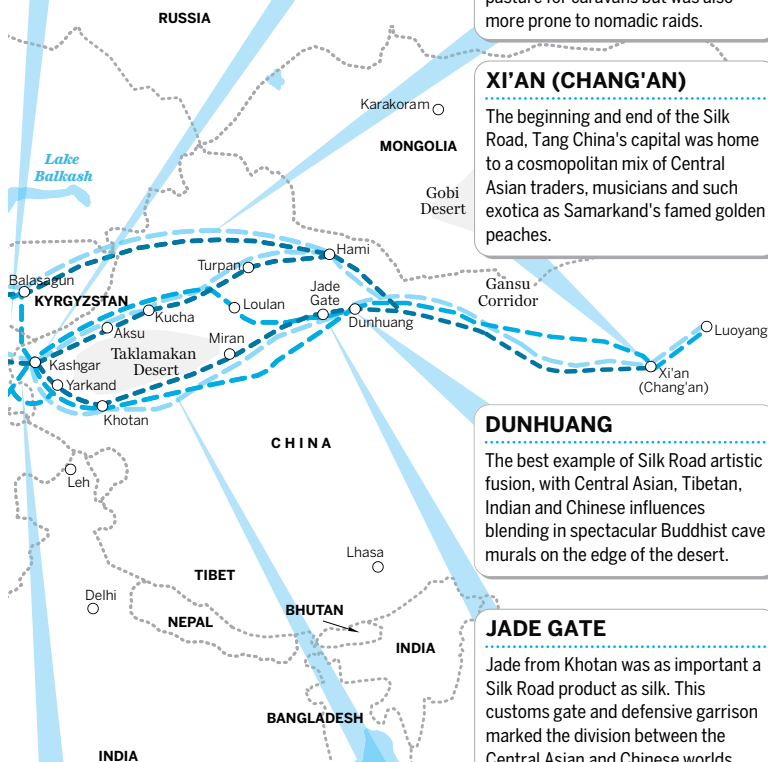 pasture for caravans but was also
more prone to nomadic raids.
RUSSIA
XI'AN (CHANG'AN)
The beginning and end of the Silk
Road, Tang China's capital was home
to a cosmopolitan mix of Central
Asian traders, musicians and such
exotica as Samarkand's famed golden
peaches.
Karakoram
MONGOLIA
Lake
Balkash
Gobi
Desert
Hami
Turpan
Balasagun
KYRGYZSTAN
Jade
Gate
Gansu
Corridor
Loulan
Kucha
Dunhuang
Luoyang
Aksu
Miran
Taklamakan
Desert
Kashgar
Yarkand
Xi'an
(Chang'an)
Khotan
CHINA
DUNHUANG
The best example of Silk Road artistic
fusion, with Central Asian, Tibetan,
Indian and Chinese influences
blending in spectacular Buddhist cave
murals on the edge of the desert.
Leh
Lhasa
TIBET
Delhi
BHUTAN
NEPAL
INDIA
JADE GATE
Jade from Khotan was as important a
Silk Road product as silk. This
customs gate and defensive garrison
marked the division between the
Central Asian and Chinese worlds
BANGLADESH
INDIA